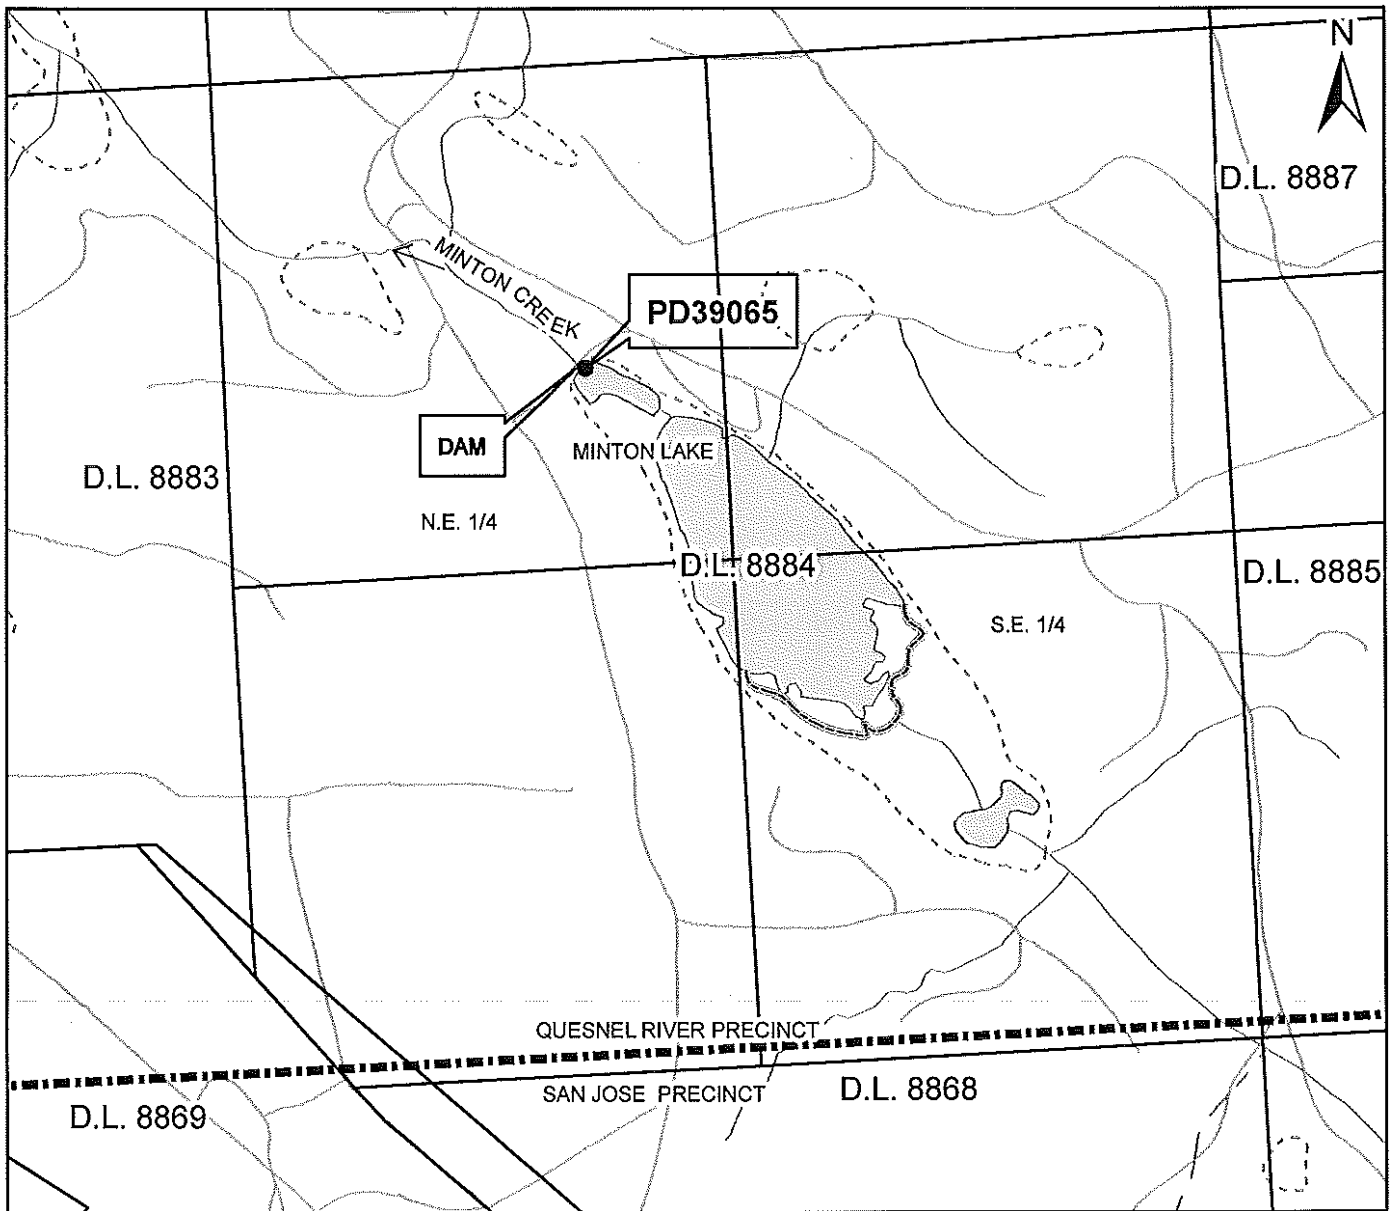 N
D.L. 8887
MINTON CREEK
PD39065
DAM
MINTON LAKE
D.L. 8883
N.E. 1/4
D.L. 8884
D.L. 8885
S.E. 1/4
QUESNEL RIVER PRECINCT
SAN JOSE PRECINCT
D.L. 8868
D.L. 8869